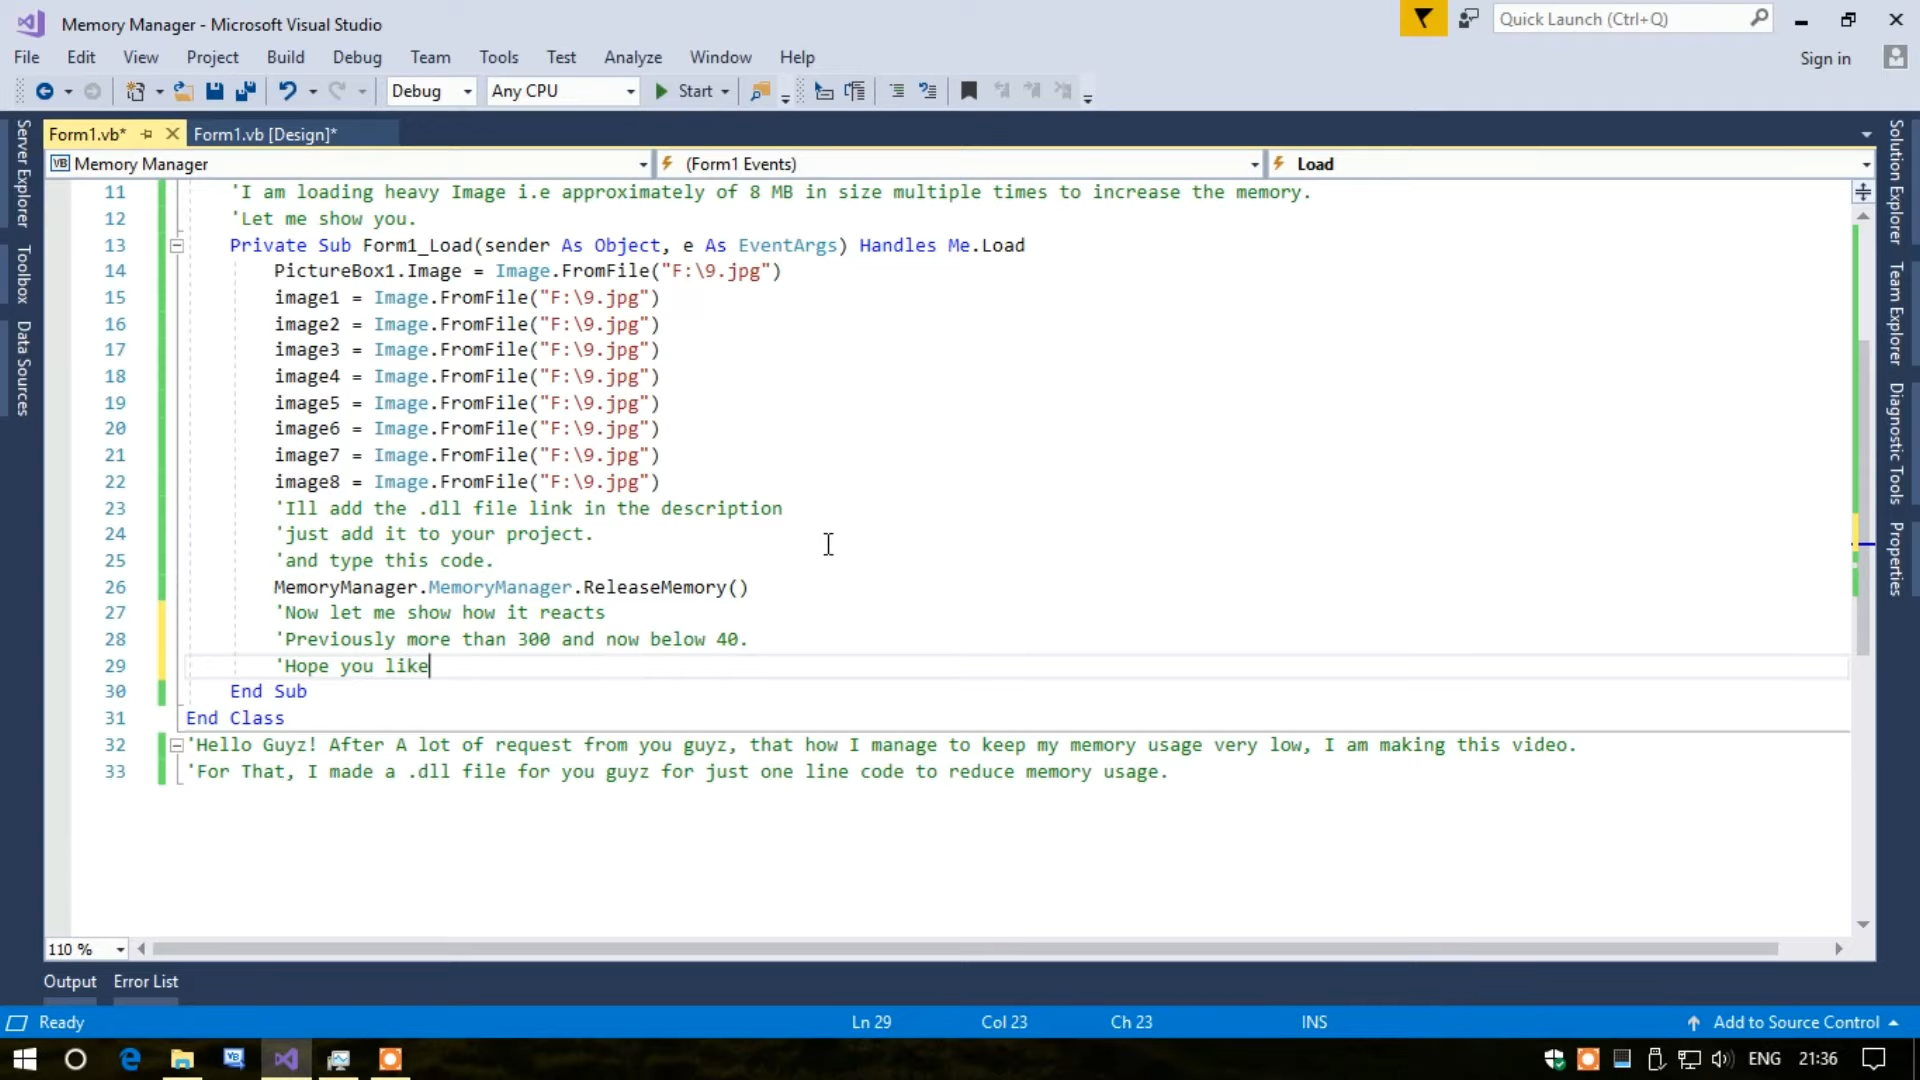 Memory Manager - Microsoft Visual Studio
Quick Launch (Ctrl+Q)
File Edit View Project Build Debug Team Tools Test Analyze Window Help
Sign in
Debug Any CPU Start
Form1.vb* Form1.vb [Design]*
VB Memory Manager (Form1 Events) Load
Server Explorer
Toolbox
Data Sources
11 'I am loading heavy Image i.e approximately of 8 MB in size multiple times to increase the memory.
12 'Let me show you.
13 Private Sub Form1_Load(sender As Object, e As EventArgs) Handles Me.Load
14 PictureBox1.Image = Image.FromFile("F:\9.jpg")
15 image1 = Image.FromFile("F:\9.jpg")
16 image2 = Image.FromFile("F:\9.jpg")
17 image3 = Image.FromFile("F:\9.jpg")
18 image4 = Image.FromFile("F:\9.jpg")
19 image5 = Image.FromFile("F:\9.jpg")
20 image6 = Image.FromFile("F:\9.jpg")
21 image7 = Image.FromFile("F:\9.jpg")
22 image8 = Image.FromFile("F:\9.jpg")
23 'Ill add the .dll file link in the description
24 'just add it to your project.
25 'and type this code.
26 MemoryManager.MemoryManager.ReleaseMemory()
27 'Now let me show how it reacts
28 'Previously more than 300 and now below 40.
29 'Hope you like
30 End Sub
31 End Class
32 'Hello Guyz! After A lot of request from you guyz, that how I manage to keep my memory usage very low, I am making this video.
33 'For That, I made a .dll file for you guyz for just one line code to reduce memory usage.
Solution Explorer
Team Explorer
Diagnostic Tools
Properties
110 %
Output Error List
Ready Ln 29 Col 23 Ch 23 INS Add to Source Control
VB ENG 21:36